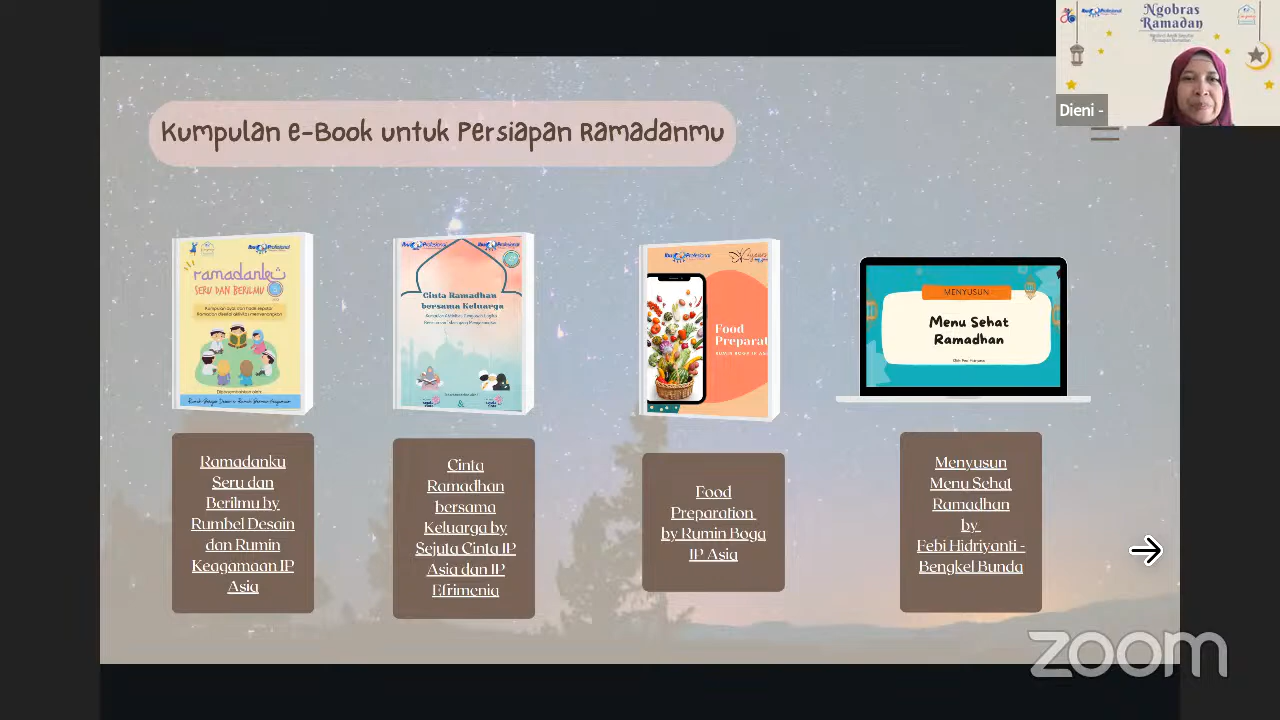 Ngobras
Ramadan
Dieni -
Kumpulan e-Book untuk Persiapan Ramadanmu
ramadanku
SERU DAN BERILMU
Cinta Ramadhan
bersama Keluarga
Food
Preparat
MENYUSUN
Menu Sehat
Ramadhan
Ramadanku
Seru dan
Berilmu by
Rumbel Desain
dan Rumin
Keagamaan IP
Asia
Cinta
Ramadhan
bersama
Keluarga by
Sejuta Cinta IP
Asia dan IP
Efrimenia
Food
Preparation
by Rumin Boga
IP Asia
Menyusun
Menu Sehat
Ramadhan
by
Febi Hidriyanti -
Bengkel Bunda
zoom